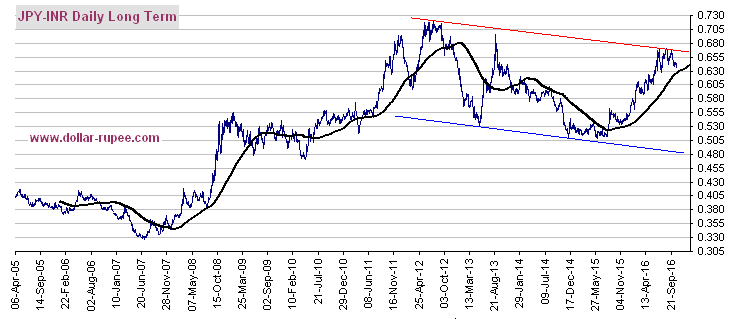 JPY-INR Daily Long Term
www.dollar-rupee.com
0.730
0.705
0.680
0.655
0.630
0.605
0.580
0.555
0.530
0.505
0.480
0.455
0.430
0.405
0.380
0.355
0.330
0.305
06-Apr-05
14-Sep-05
22-Feb-06
02-Aug-06
10-Jan-07
20-Jun-07
28-Nov-07
07-May-08
15-Oct-08
25-Mar-09
02-Sep-09
10-Feb-10
21-Jul-10
29-Dec-10
08-Jun-11
16-Nov-11
25-Apr-12
03-Oct-12
13-Mar-13
21-Aug-13
29-Jan-14
09-Jul-14
17-Dec-14
27-May-15
04-Nov-15
13-Apr-16
21-Sep-16